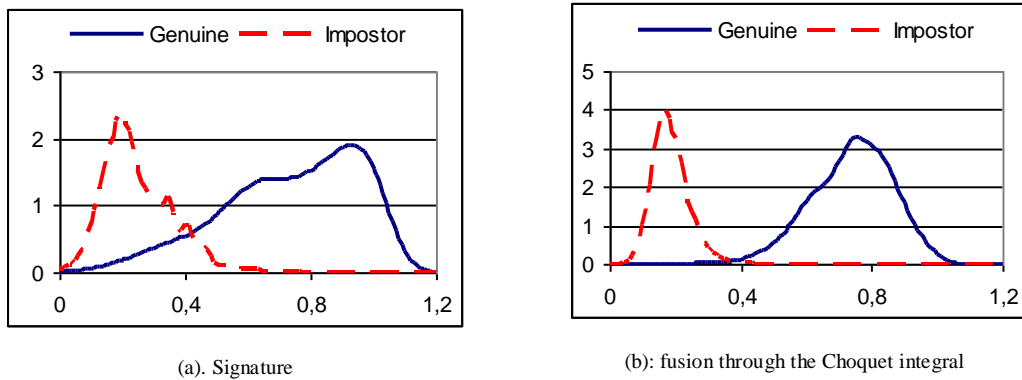 Genuine Impostor
3
2
1
0
0 0,4 0,8 1,2
(a). Signature
Genuine Impostor
5
4
3
2
1
0
0 0,4 0,8 1,2
(b): fusion through the Choquet integral